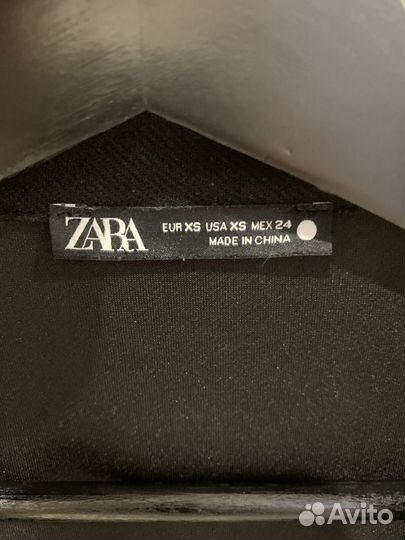 ZARA
EUR XS USA XS MEX 24
MADE IN CHINA
Avito